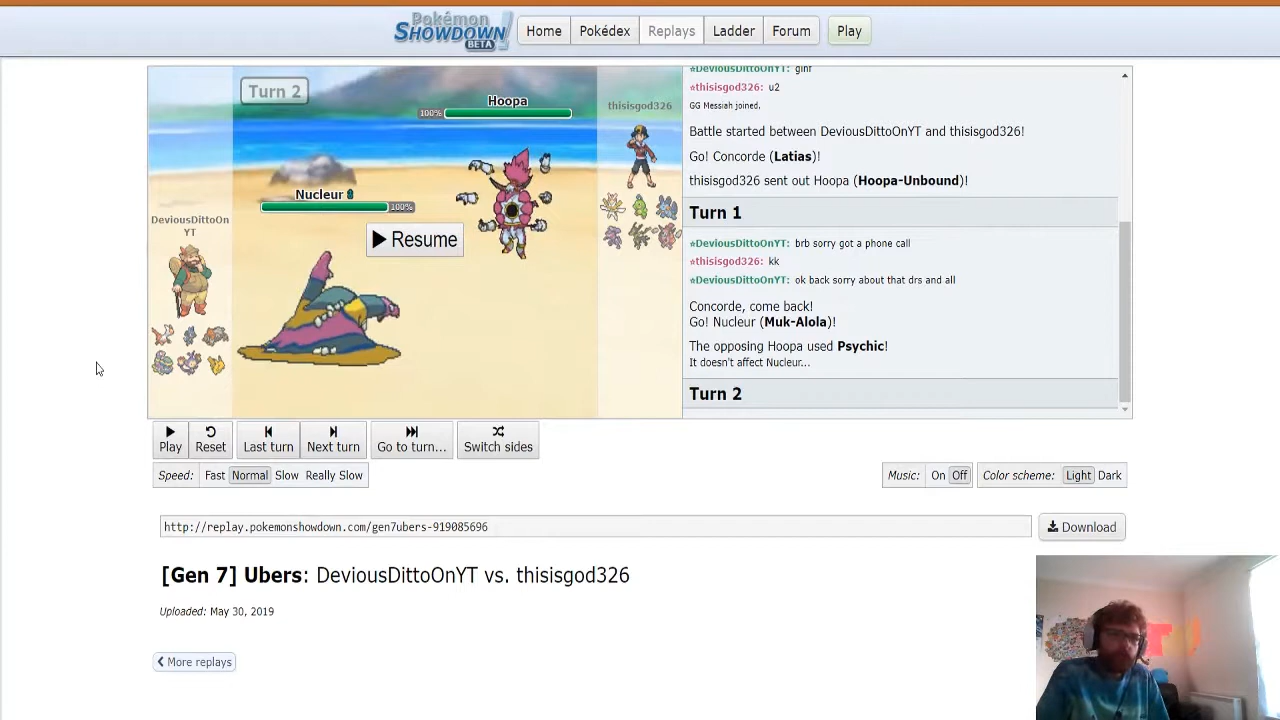 Pokémon
SHOWDOWN!
BETA
Home
Pokédex
Replays
Ladder
Forum
Play
Turn 2
Hoopa
100%
Nucleur
100%
Resume
DeviousDittoOn
YT
thisisgod326
☆DeviousDittoOnYT: glhf
☆thisisgod326: u2
GG Messiah joined.
Battle started between DeviousDittoOnYT and thisisgod326!
Go! Concorde (Latias)!
thisisgod326 sent out Hoopa (Hoopa-Unbound)!
Turn 1
☆DeviousDittoOnYT: brb sorry got a phone call
☆thisisgod326: kk
☆DeviousDittoOnYT: ok back sorry about that drs and all
Concorde, come back!
Go! Nucleur (Muk-Alola)!
The opposing Hoopa used Psychic!
It doesn't affect Nucleur...
Turn 2
Play
Reset
Last turn
Next turn
Go to turn...
Switch sides
Speed: Fast Normal Slow Really Slow
Music: On Off
Color scheme: Light Dark
http://replay.pokemonshowdown.com/gen7ubers-919085696
Download
[Gen 7] Ubers: DeviousDittoOnYT vs. thisisgod326
Uploaded: May 30, 2019
More replays